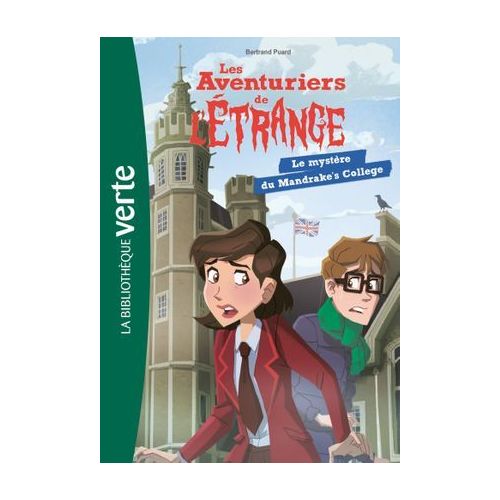 Bertrand Puard
Les
Aventuriers
de
L'ÉTRANGE
Le mystère
du Mandrake's College
LA BIBLIOTHÈQUE verte